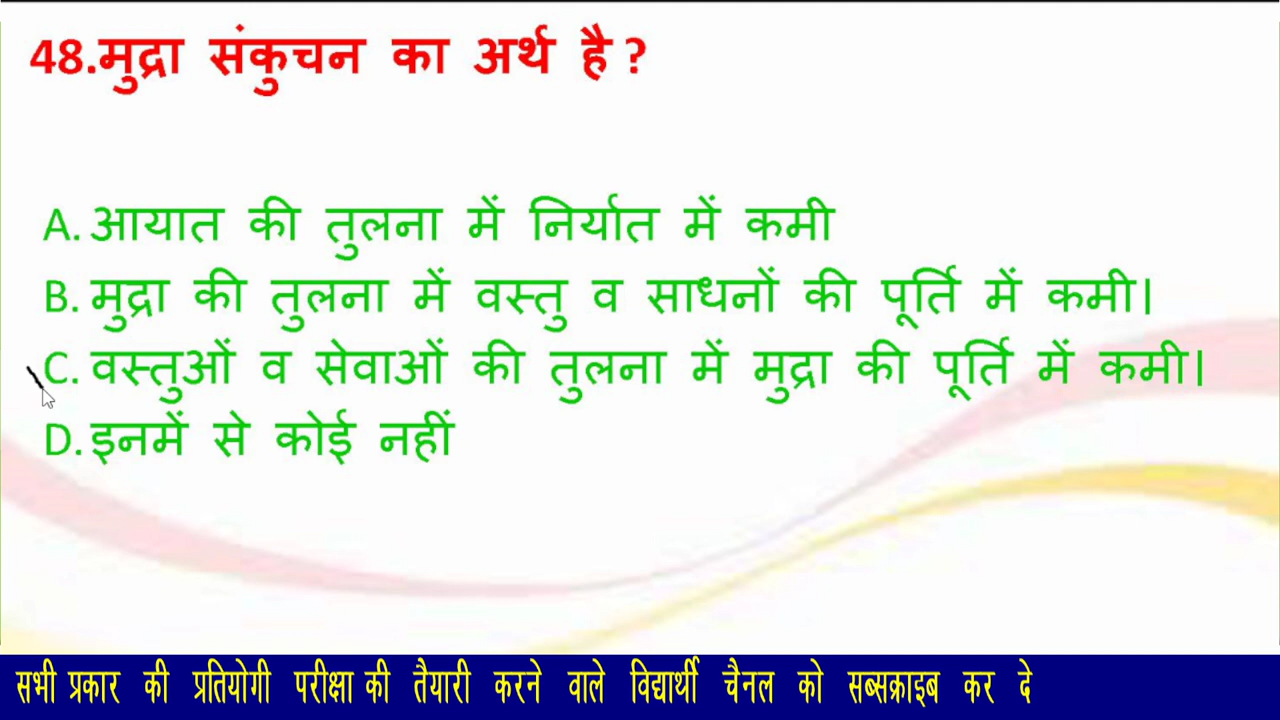 48.मुद्रा संकुचन का अर्थ है ?
A. आयात की तुलना में निर्यात में कमी
B. मुद्रा की तुलना में वस्तु व साधनों की पूर्ति में कमी।
C. वस्तुओं व सेवाओं की तुलना में मुद्रा की पूर्ति में कमी।
D. इनमें से कोई नहीं
सभी प्रकार की प्रतियोगी परीक्षा की तैयारी करने वाले विद्यार्थी चैनल को सब्सक्राइब कर दे